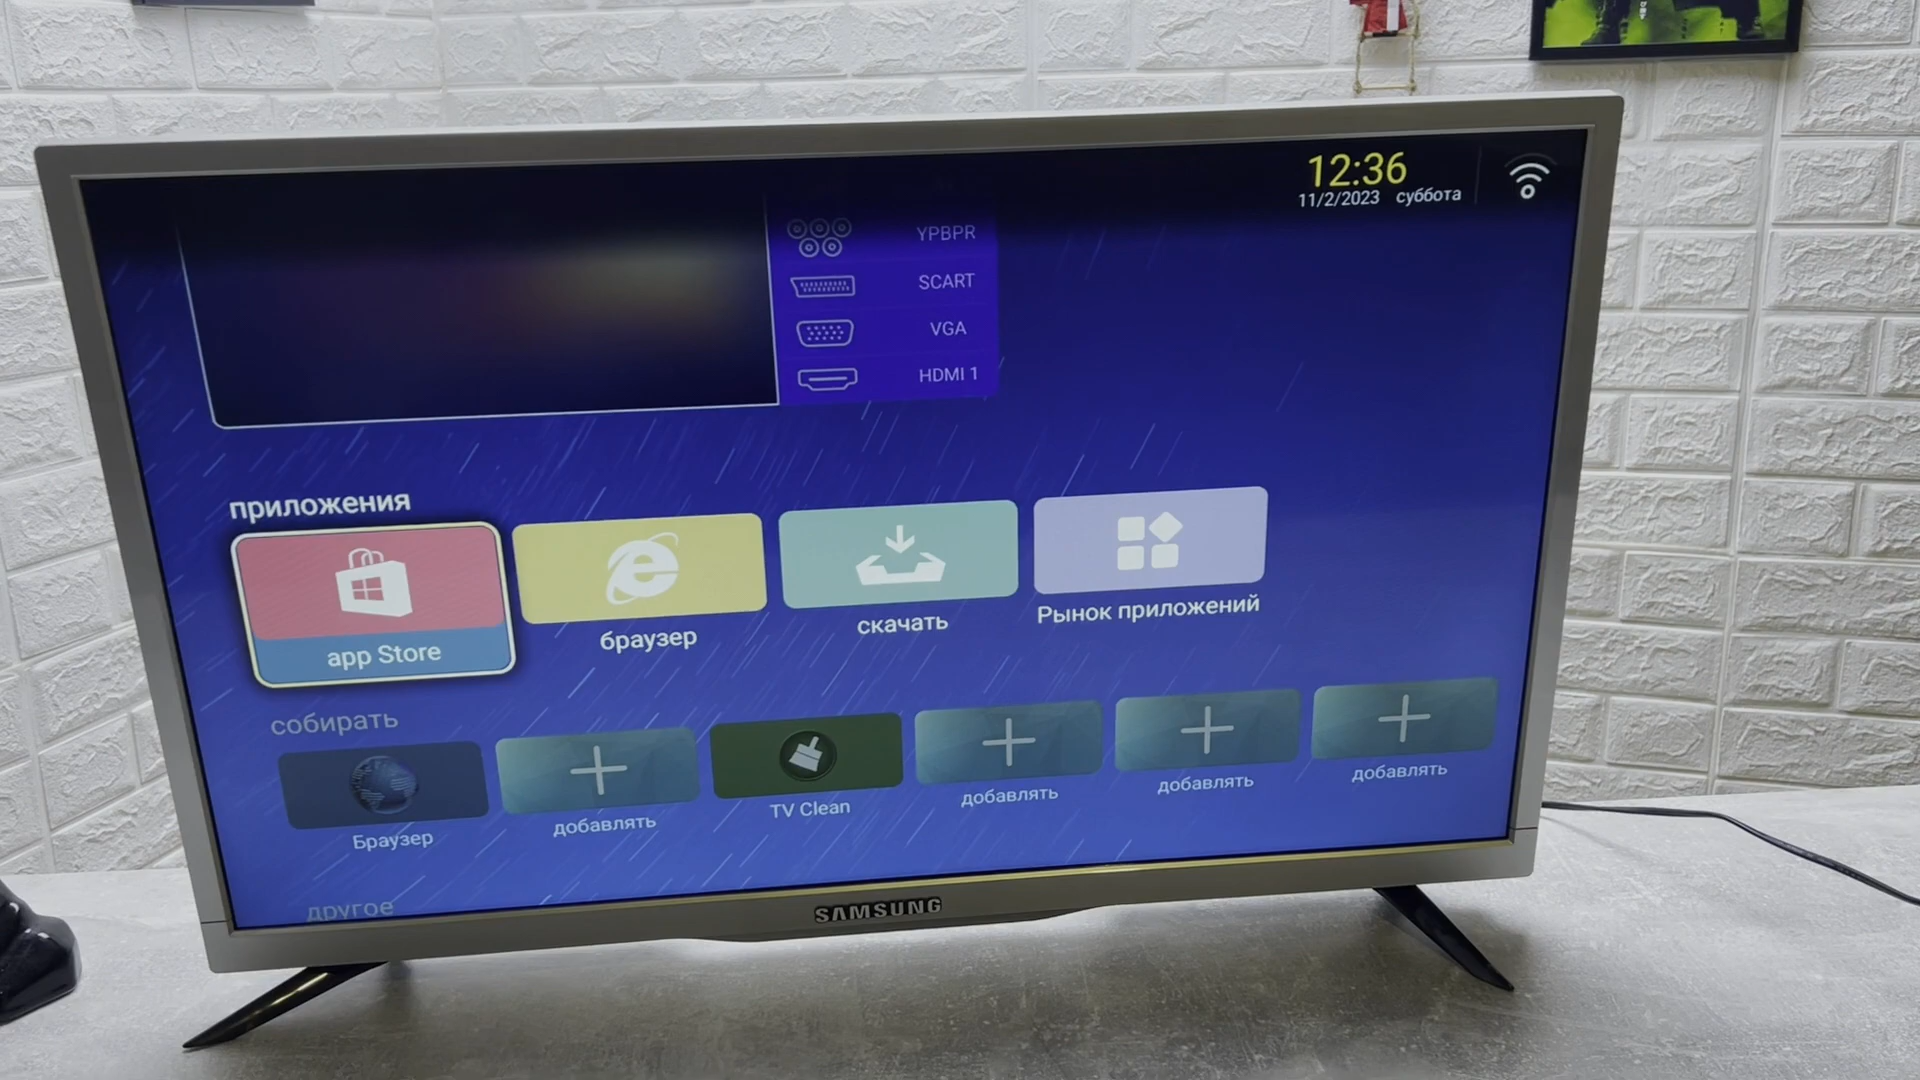 12:36
11/2/2023 суббота
YPBPR
SCART
VGA
HDMI 1
приложения
app Store
браузер
скачать
Рынок приложений
собирать
Браузер
добавлять
TV Clean
добавлять
добавлять
добавлять
другое
SAMSUNG